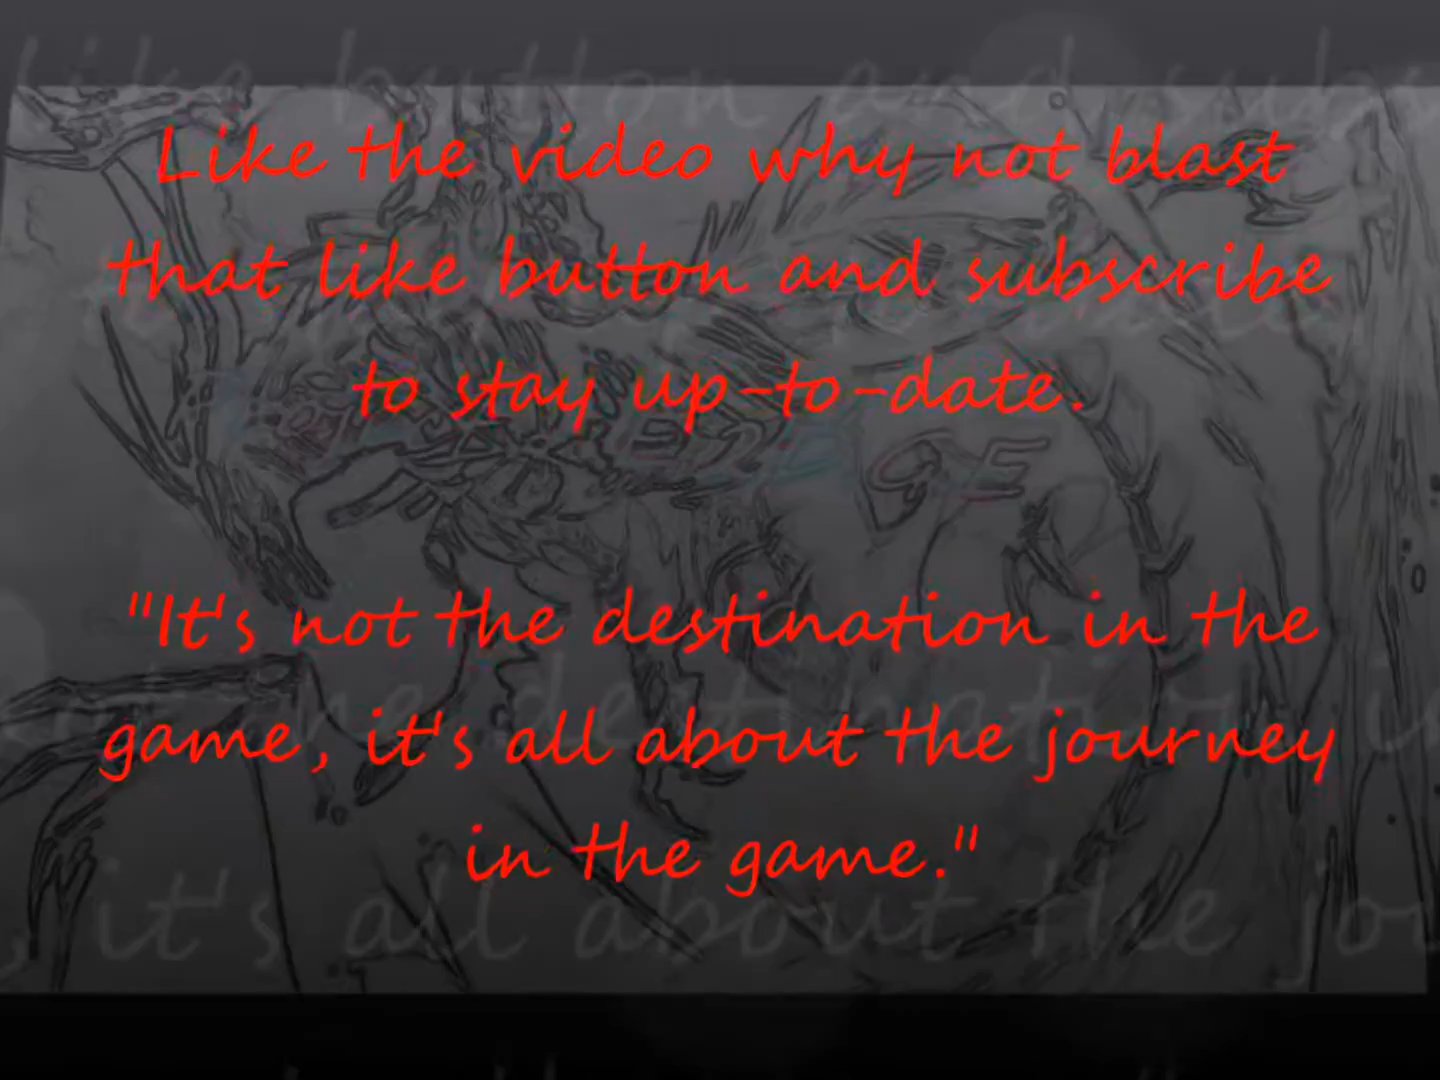 Like the video why not blast
that like button and subscribe
to stay up-to-date.
"It's not the destination in the
game, it's all about the journey
in the game."